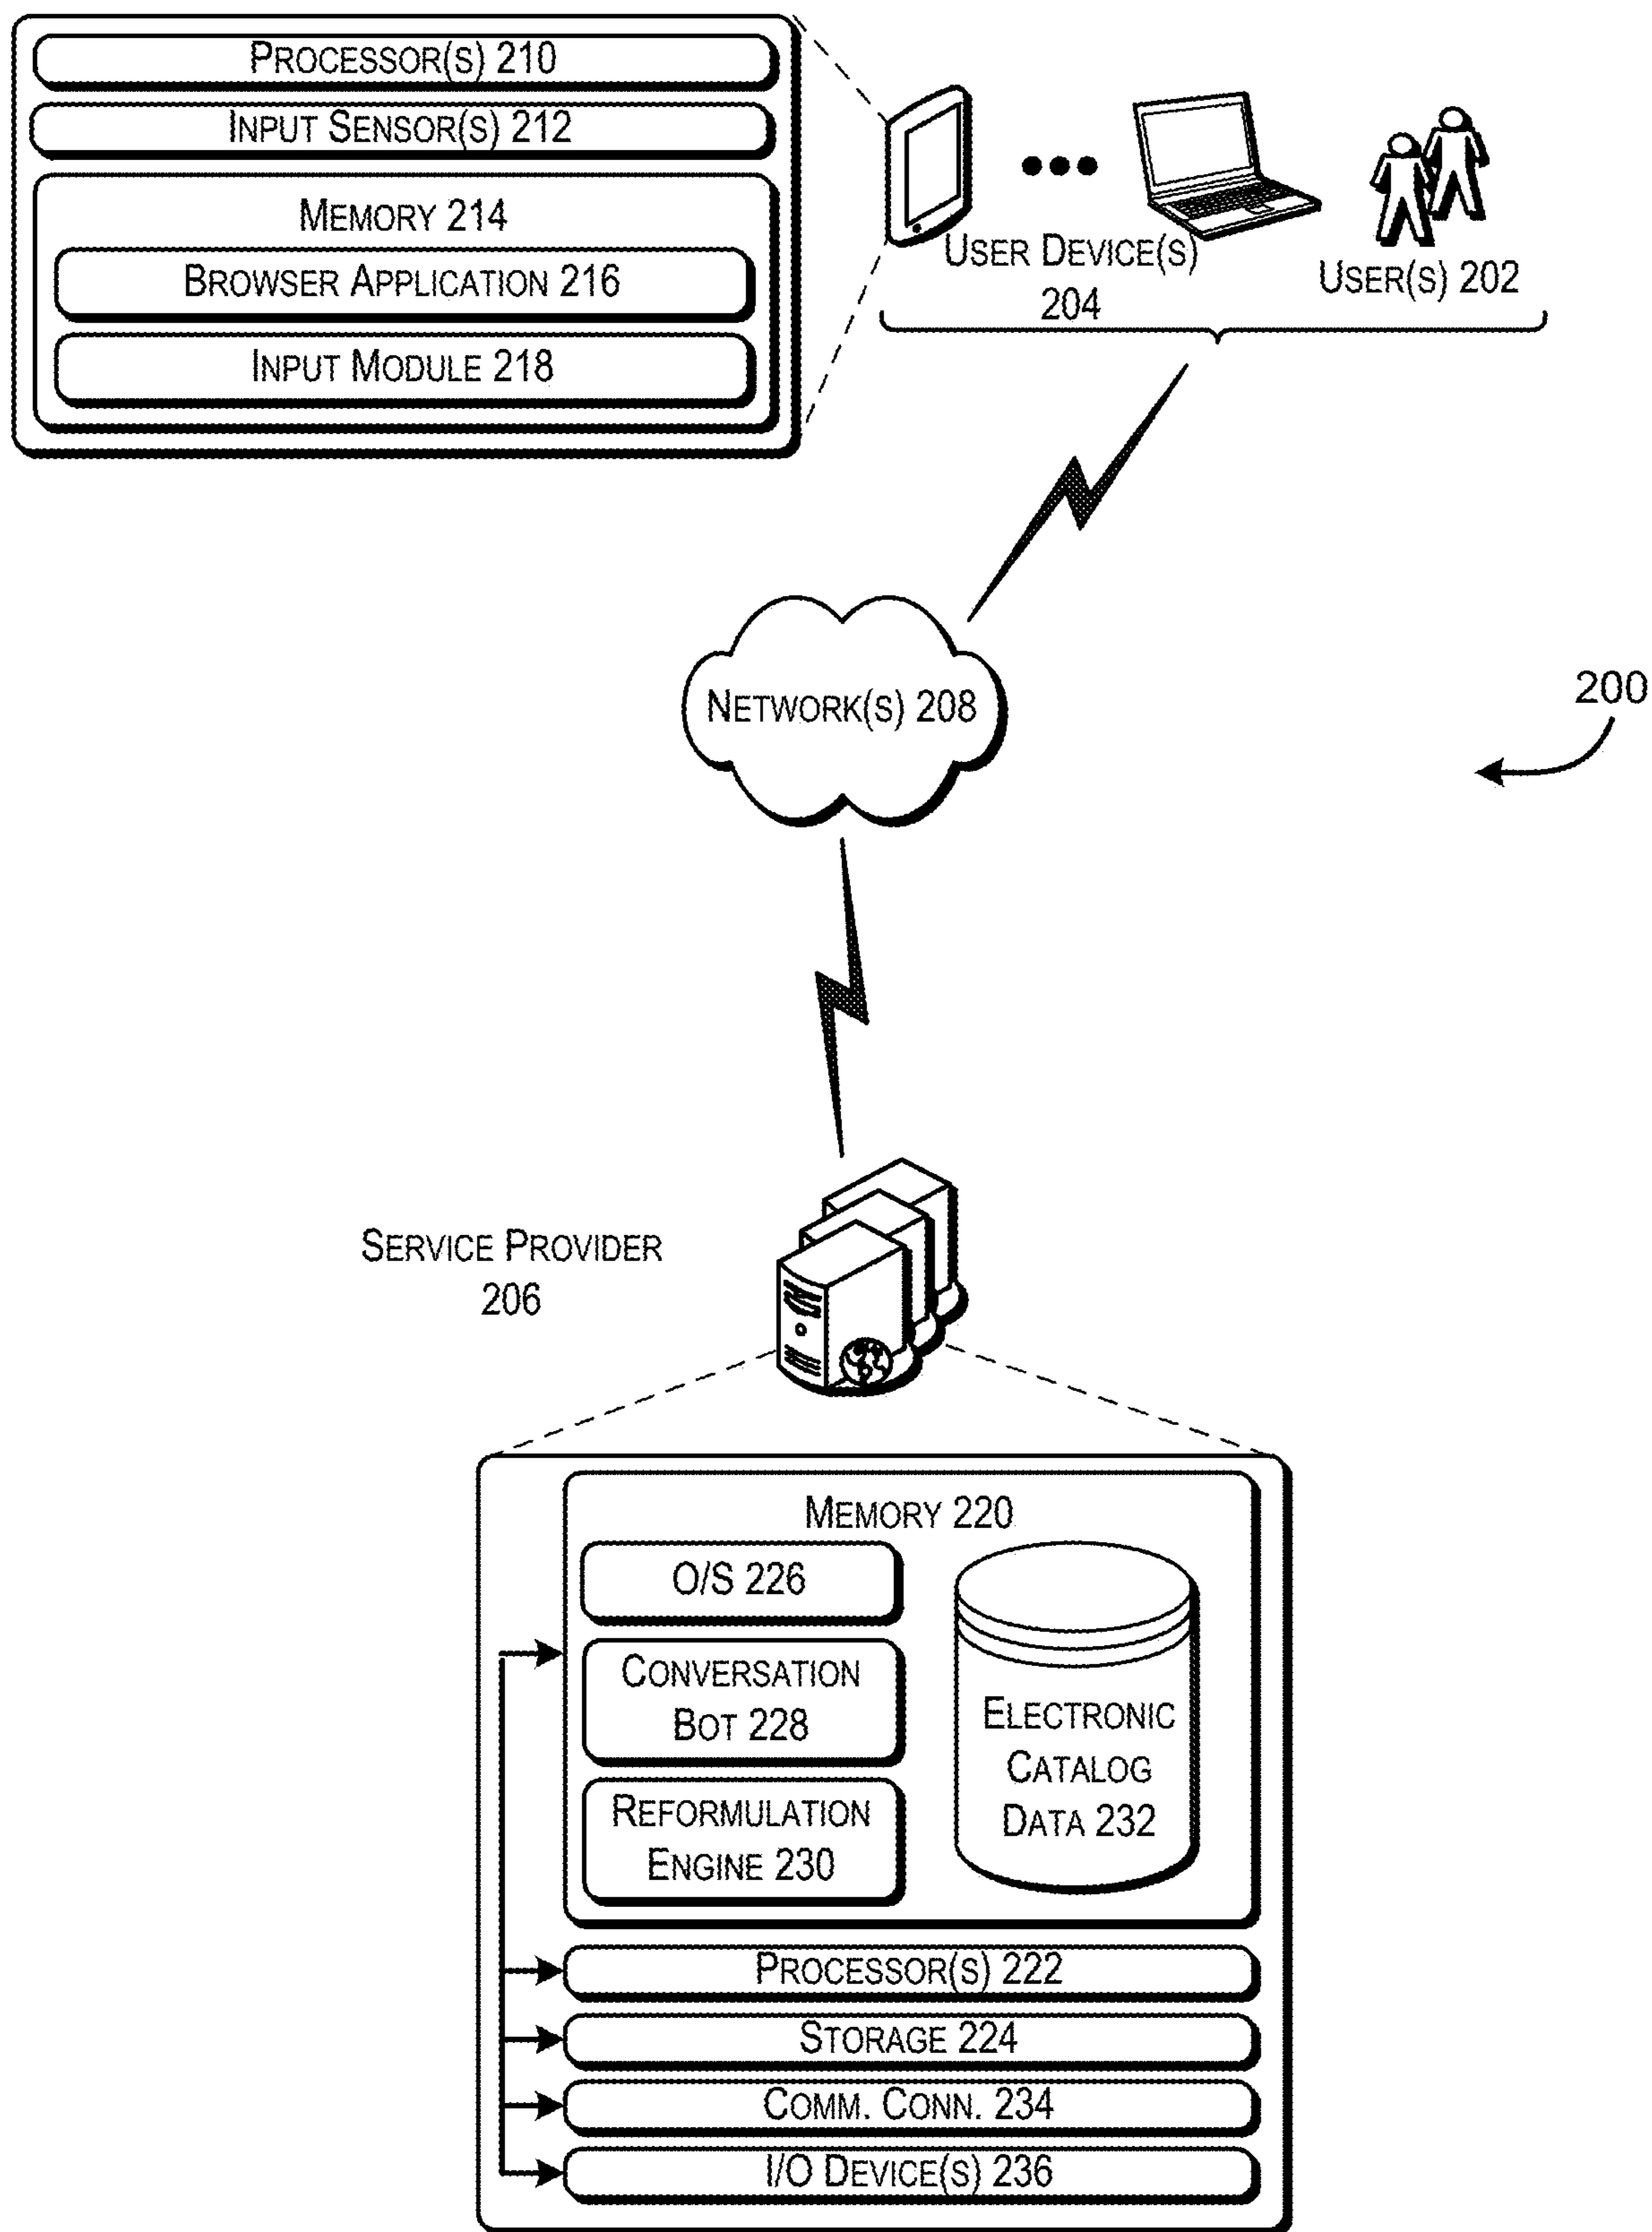 PROCESSOR(S) 210
INPUT SENSOR(S) 212
MEMORY 214
BROWSER APPLICATION 216
INPUT MODULE 218
USER DEVICE(S)
204
USER(S) 202
NETWORK(S) 208
200
SERVICE PROVIDER
206
MEMORY 220
O/S 226
CONVERSATION
BOT 228
REFORMULATION
ENGINE 230
ELECTRONIC
CATALOG
DATA 232
PROCESSOR(S) 222
STORAGE 224
COMM. CONN. 234
I/O DEVICE(S) 236